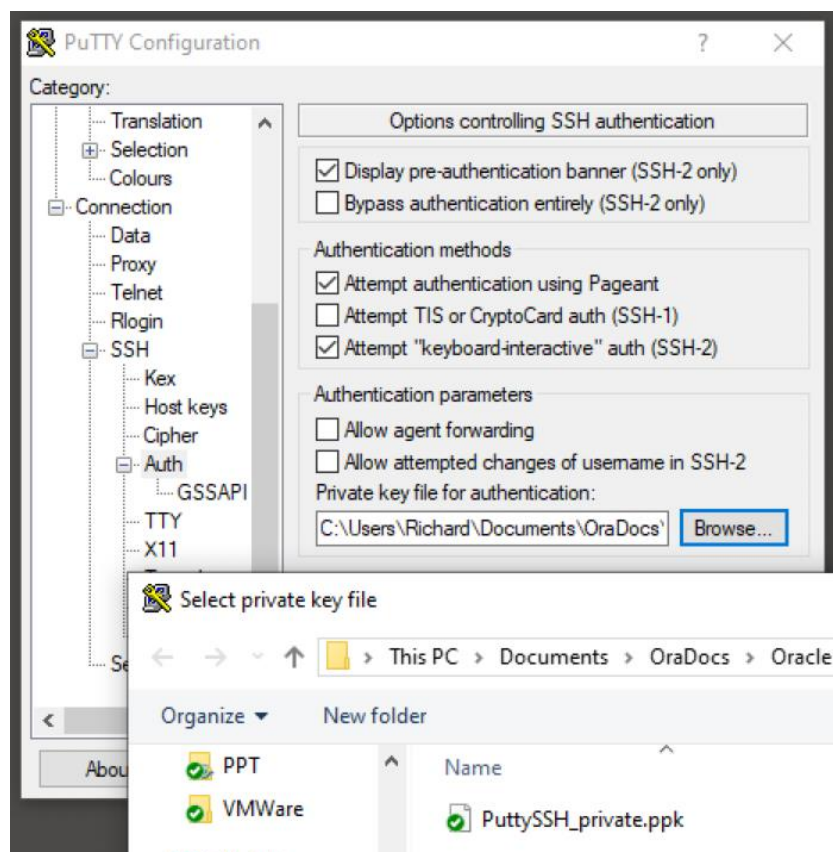 PuTTY Configuration ? ×
Category:
Translation
Selection
Colours
Connection
Data
Proxy
Telnet
Rlogin
SSH
Kex
Host keys
Cipher
Auth
GSSAPI
TTY
X11
Options controlling SSH authentication
Display pre-authentication banner (SSH-2 only)
Bypass authentication entirely (SSH-2 only)
Authentication methods
Attempt authentication using Pageant
Attempt TIS or CryptoCard auth (SSH-1)
Attempt "keyboard-interactive" auth (SSH-2)
Authentication parameters
Allow agent forwarding
Allow attempted changes of username in SSH-2
Private key file for authentication:
C:\Users\Richard\Documents\OraDocs\ Browse...
Select private key file
This PC > Documents > OraDocs > Oracle
Organize New folder
PPT
VMWare
Name
PuttySSH_private.ppk